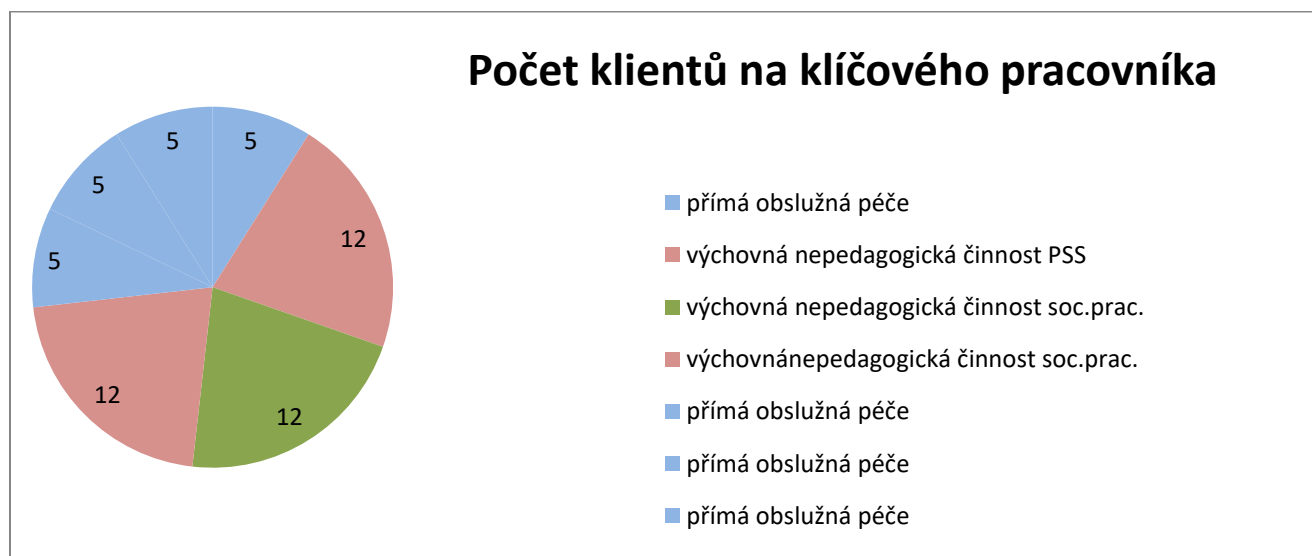 Počet klientů na klíčového pracovníka
5
5
5
12
5
12
12
přímá obslužná péče
výchovná nepedagogická činnost PSS
výchovná nepedagogická činnost soc.prac.
výchovnánepedagogická činnost soc.prac.
přímá obslužná péče
přímá obslužná péče
přímá obslužná péče